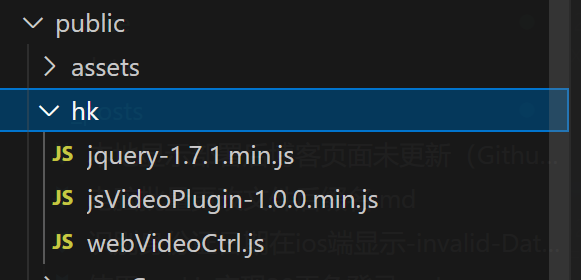 public
assets
hk
JS jquery-1.7.1.min.js
JS jsVideoPlugin-1.0.0.min.js
JS webVideoCtrl.js